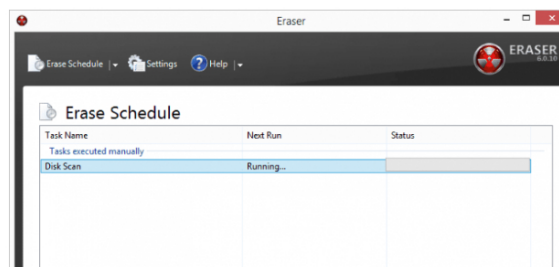 Eraser
Erase Schedule
Settings
Help
ERASER
6.0.10
Erase Schedule
Task Name Next Run Status
Tasks executed manually
Disk Scan Running...